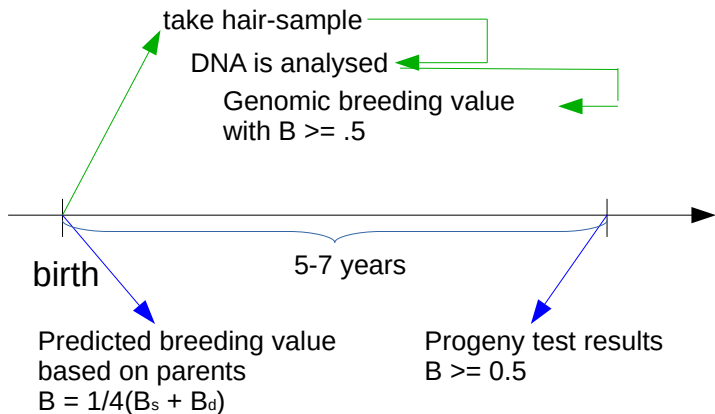 take hair-sample
DNA is analysed
Genomic breeding value
with B >= .5
5-7 years
birth
Predicted breeding value
based on parents
B = 1/4(Bs + Bd)
Progeny test results
B >= 0.5